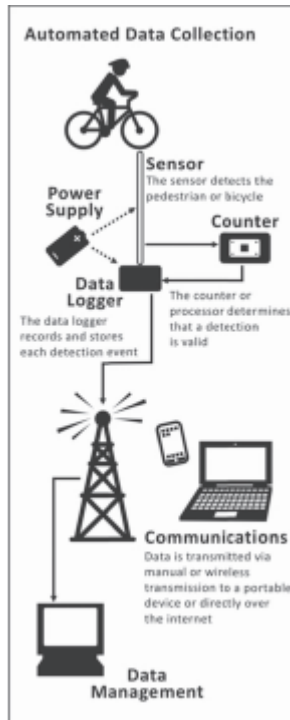 Automated Data Collection
Sensor
The sensor detects the
pedestrian or bicycle
Power
Supply
Counter
Data
Logger
The data logger
records and stores
each detection event
The counter or
processor determines
that a detection
is valid
Communications
Data is transmitted via
manual or wireless
transmission to a portable
device or directly over
the internet
Data
Management